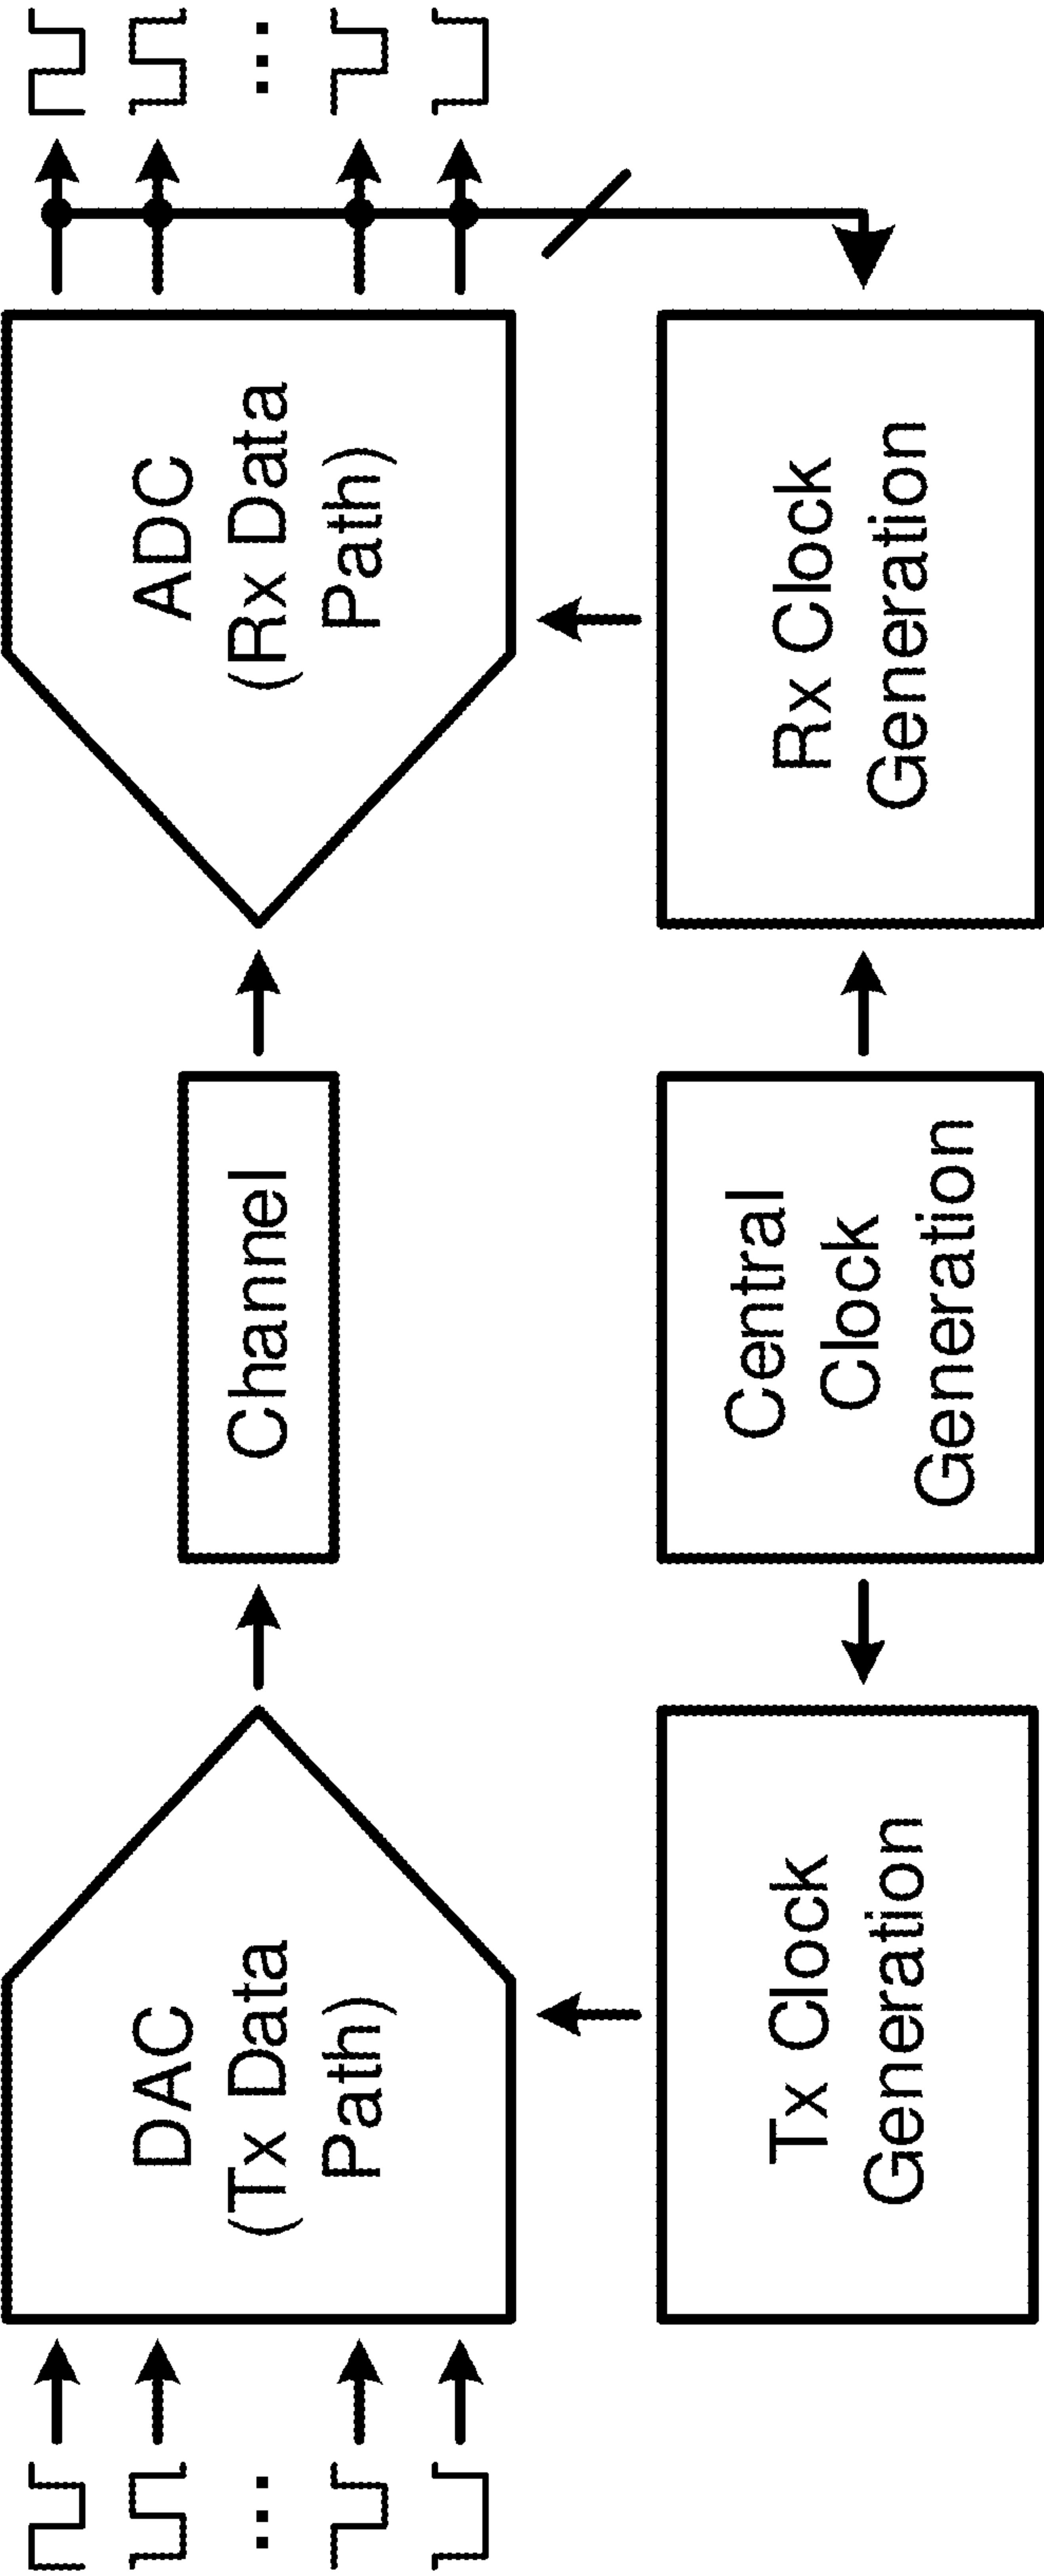 DAC
(Tx Data
Path)
Channel
ADC
(Rx Data
Path)
Tx Clock
Generation
Central
Clock
Generation
Rx Clock
Generation